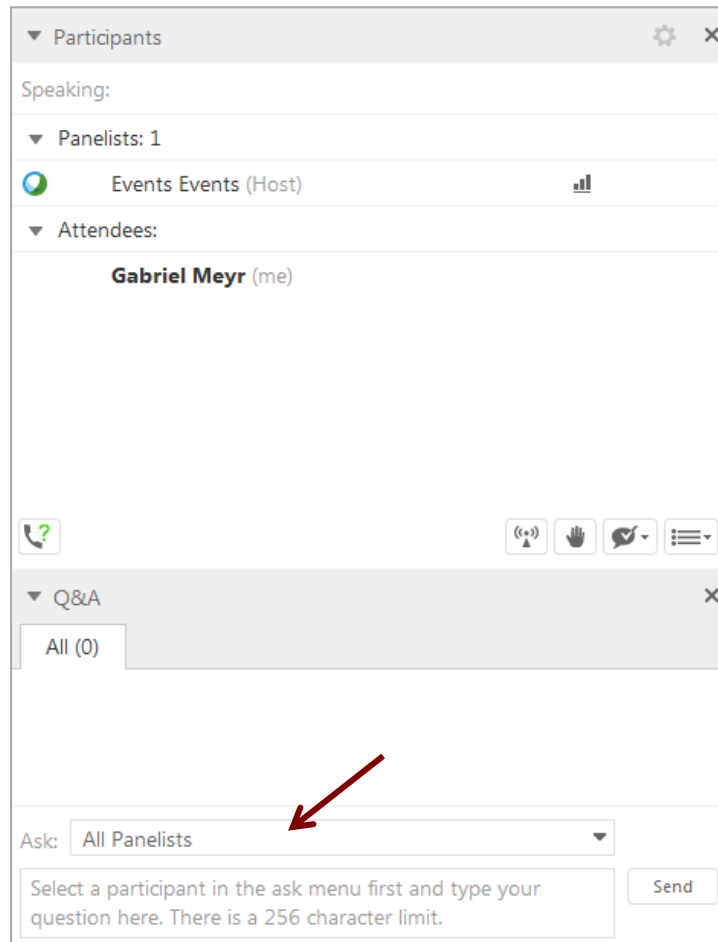 Participants
Speaking:
Panelists: 1
Events Events (Host)
Attendees:
Gabriel Meyr (me)
?
Q&A
All (0)
Ask: All Panelists
Select a participant in the ask menu first and type your
question here. There is a 256 character limit.
Send